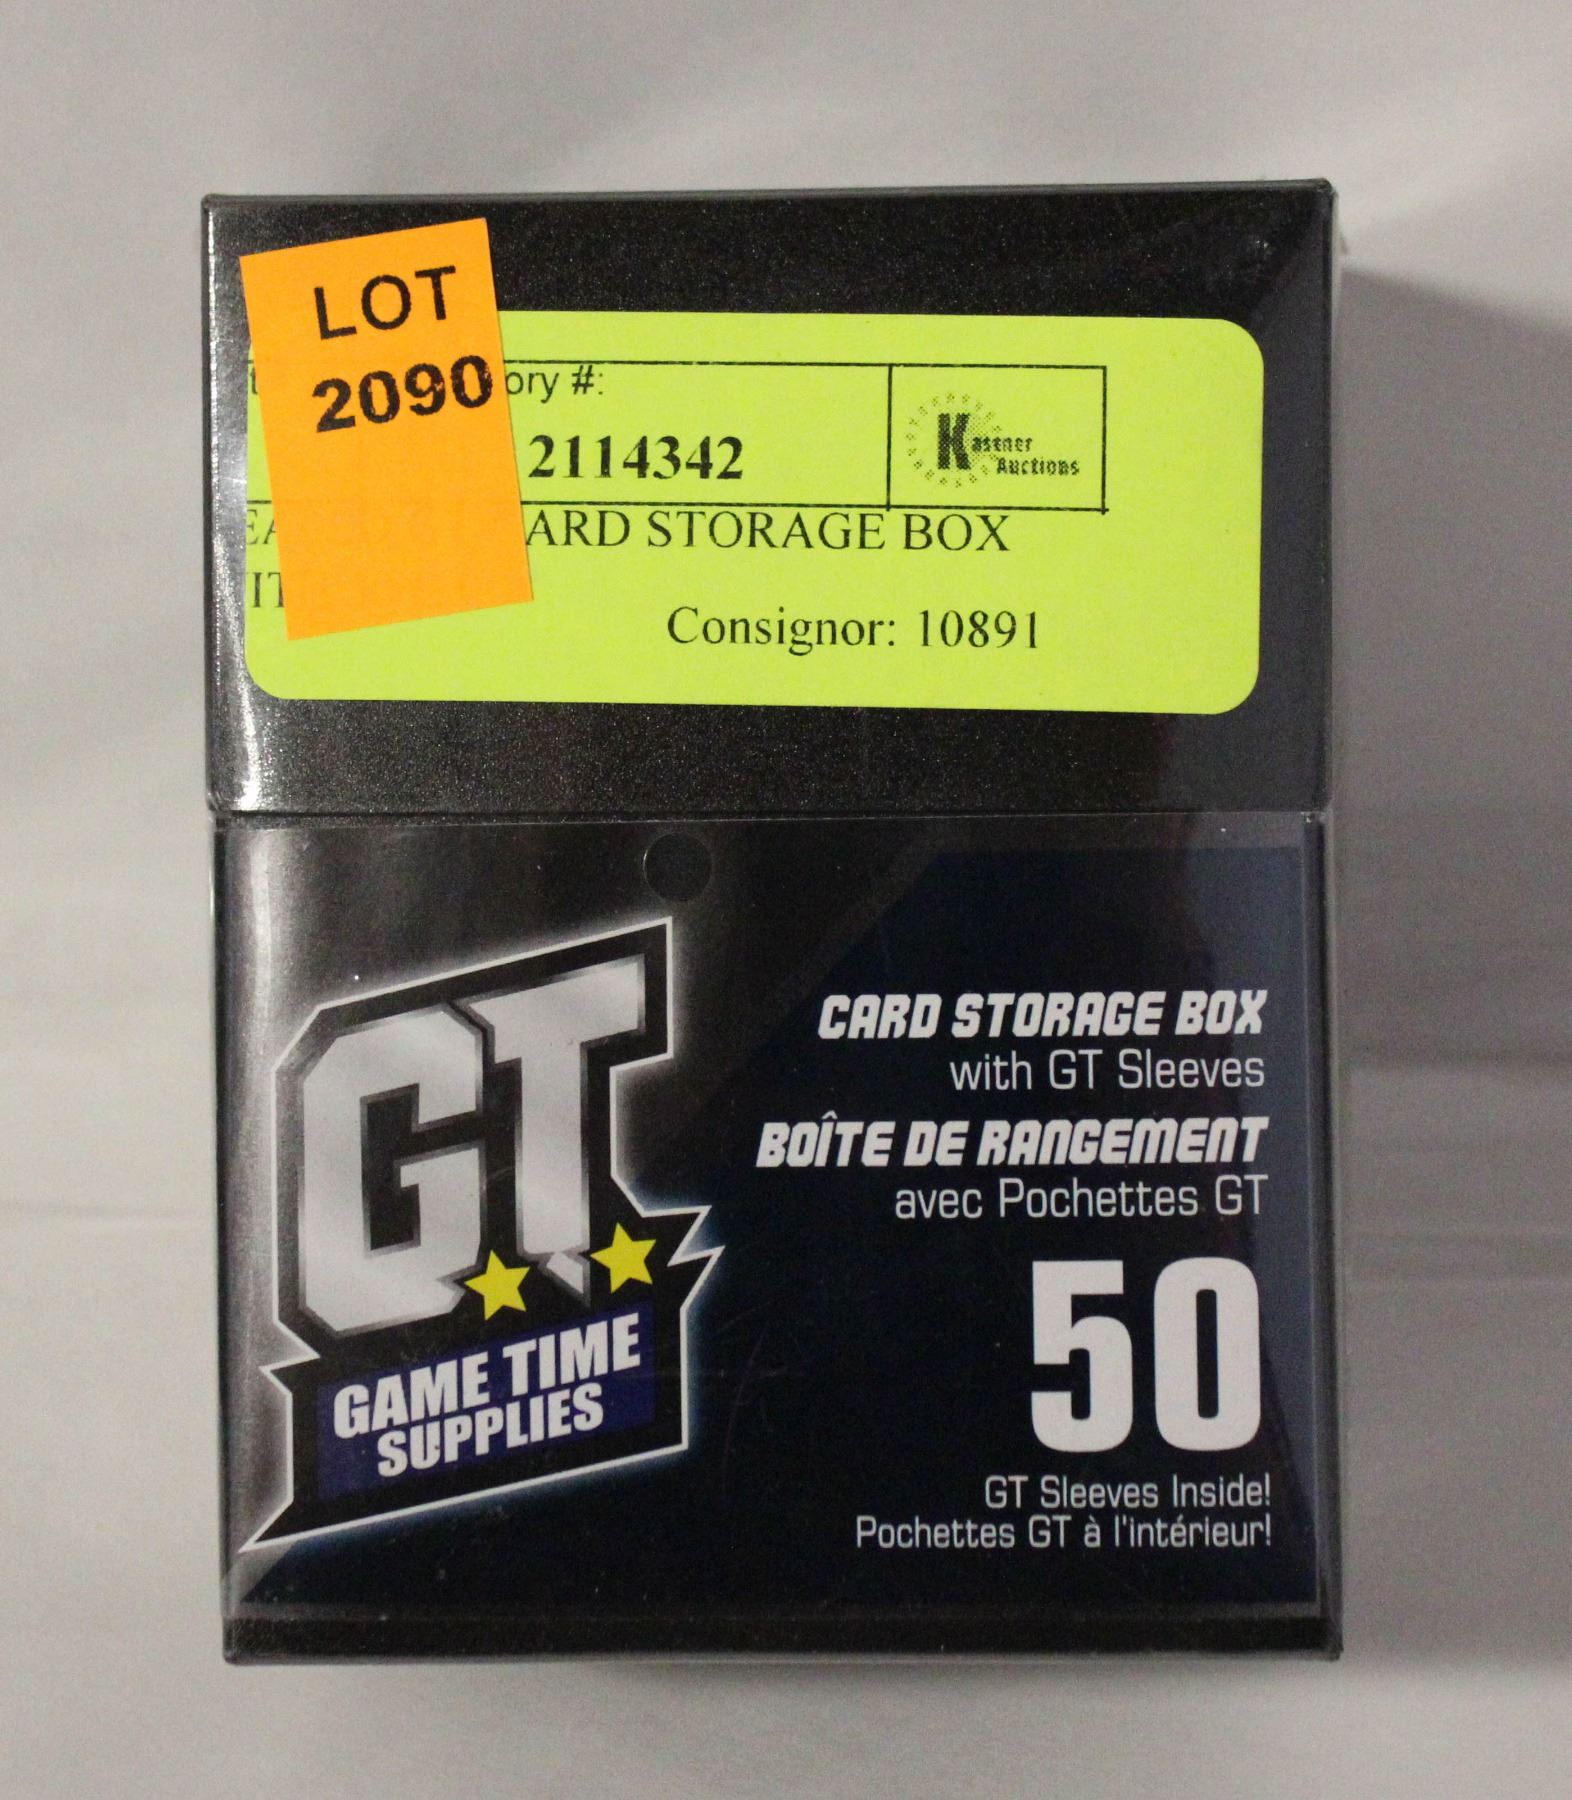 LOT
2090
ory #:
2114342
Kastner
Auctions
ARD STORAGE BOX
Consignor: 10891
GT
GAME TIME
SUPPLIES
CARD STORAGE BOX
with GT Sleeves
BOÎTE DE RANGEMENT
avec Pochettes GT
50
GT Sleeves Inside!
Pochettes GT à l'intérieur!